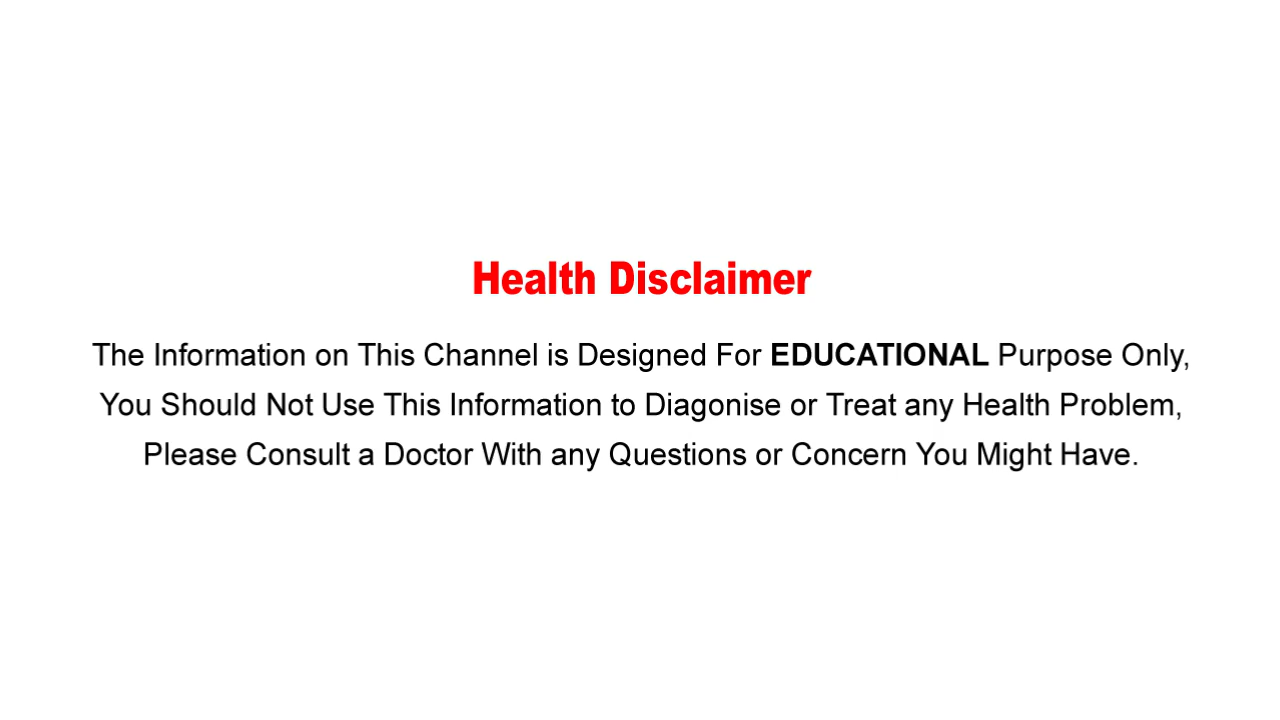 Health Disclaimer
The Information on This Channel is Designed For EDUCATIONAL Purpose Only,
You Should Not Use This Information to Diagonise or Treat any Health Problem,
Please Consult a Doctor With any Questions or Concern You Might Have.